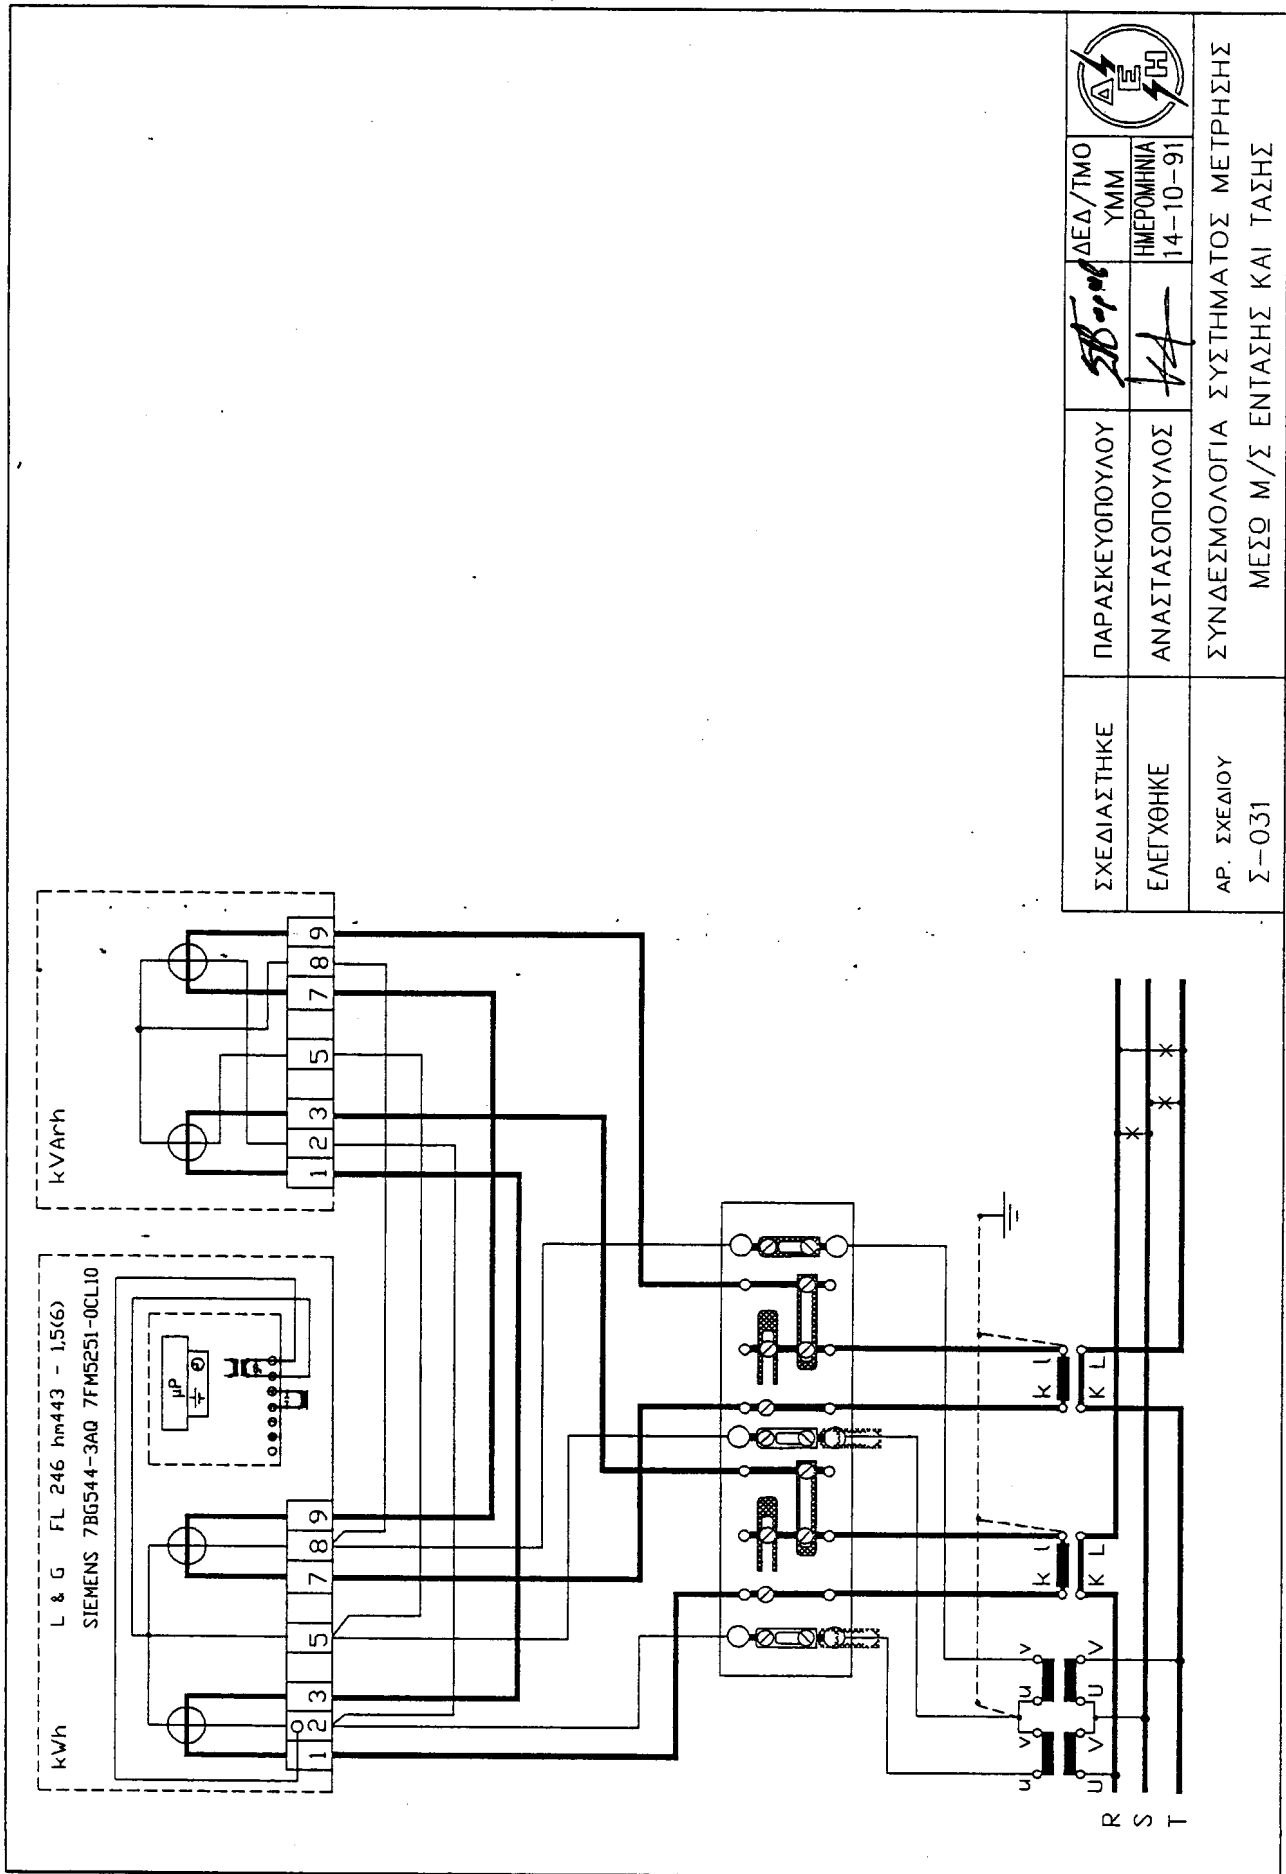 kWh
L & G FL 246 hm443 - 1,5(6)
SIEMENS 7BG544-3AQ 7FM5251-0CL10
μP
1 2 3 5 7 8 9
kVArh
1 2 3 5 7 8 9
u v u v k l k l
U V U V K L K L
R
S
T
ΣΧΕΔΙΑΣΤΗΚΕ
ΠΑΡΑΣΚΕΥΟΠΟΥΛΟΥ
ΔΕΔ/ΤΜΟ
ΥΜΜ
ΕΛΕΓΧΘΗΚΕ
ΑΝΑΣΤΑΣΟΠΟΥΛΟΣ
ΗΜΕΡΟΜΗΝΙΑ
14-10-91
ΔΕΗ
ΑΡ. ΣΧΕΔΙΟΥ
Σ-031
ΣΥΝΔΕΣΜΟΛΟΓΙΑ ΣΥΣΤΗΜΑΤΟΣ ΜΕΤΡΗΣΗΣ
ΜΕΣΩ Μ/Σ ΕΝΤΑΣΗΣ ΚΑΙ ΤΑΣΗΣ